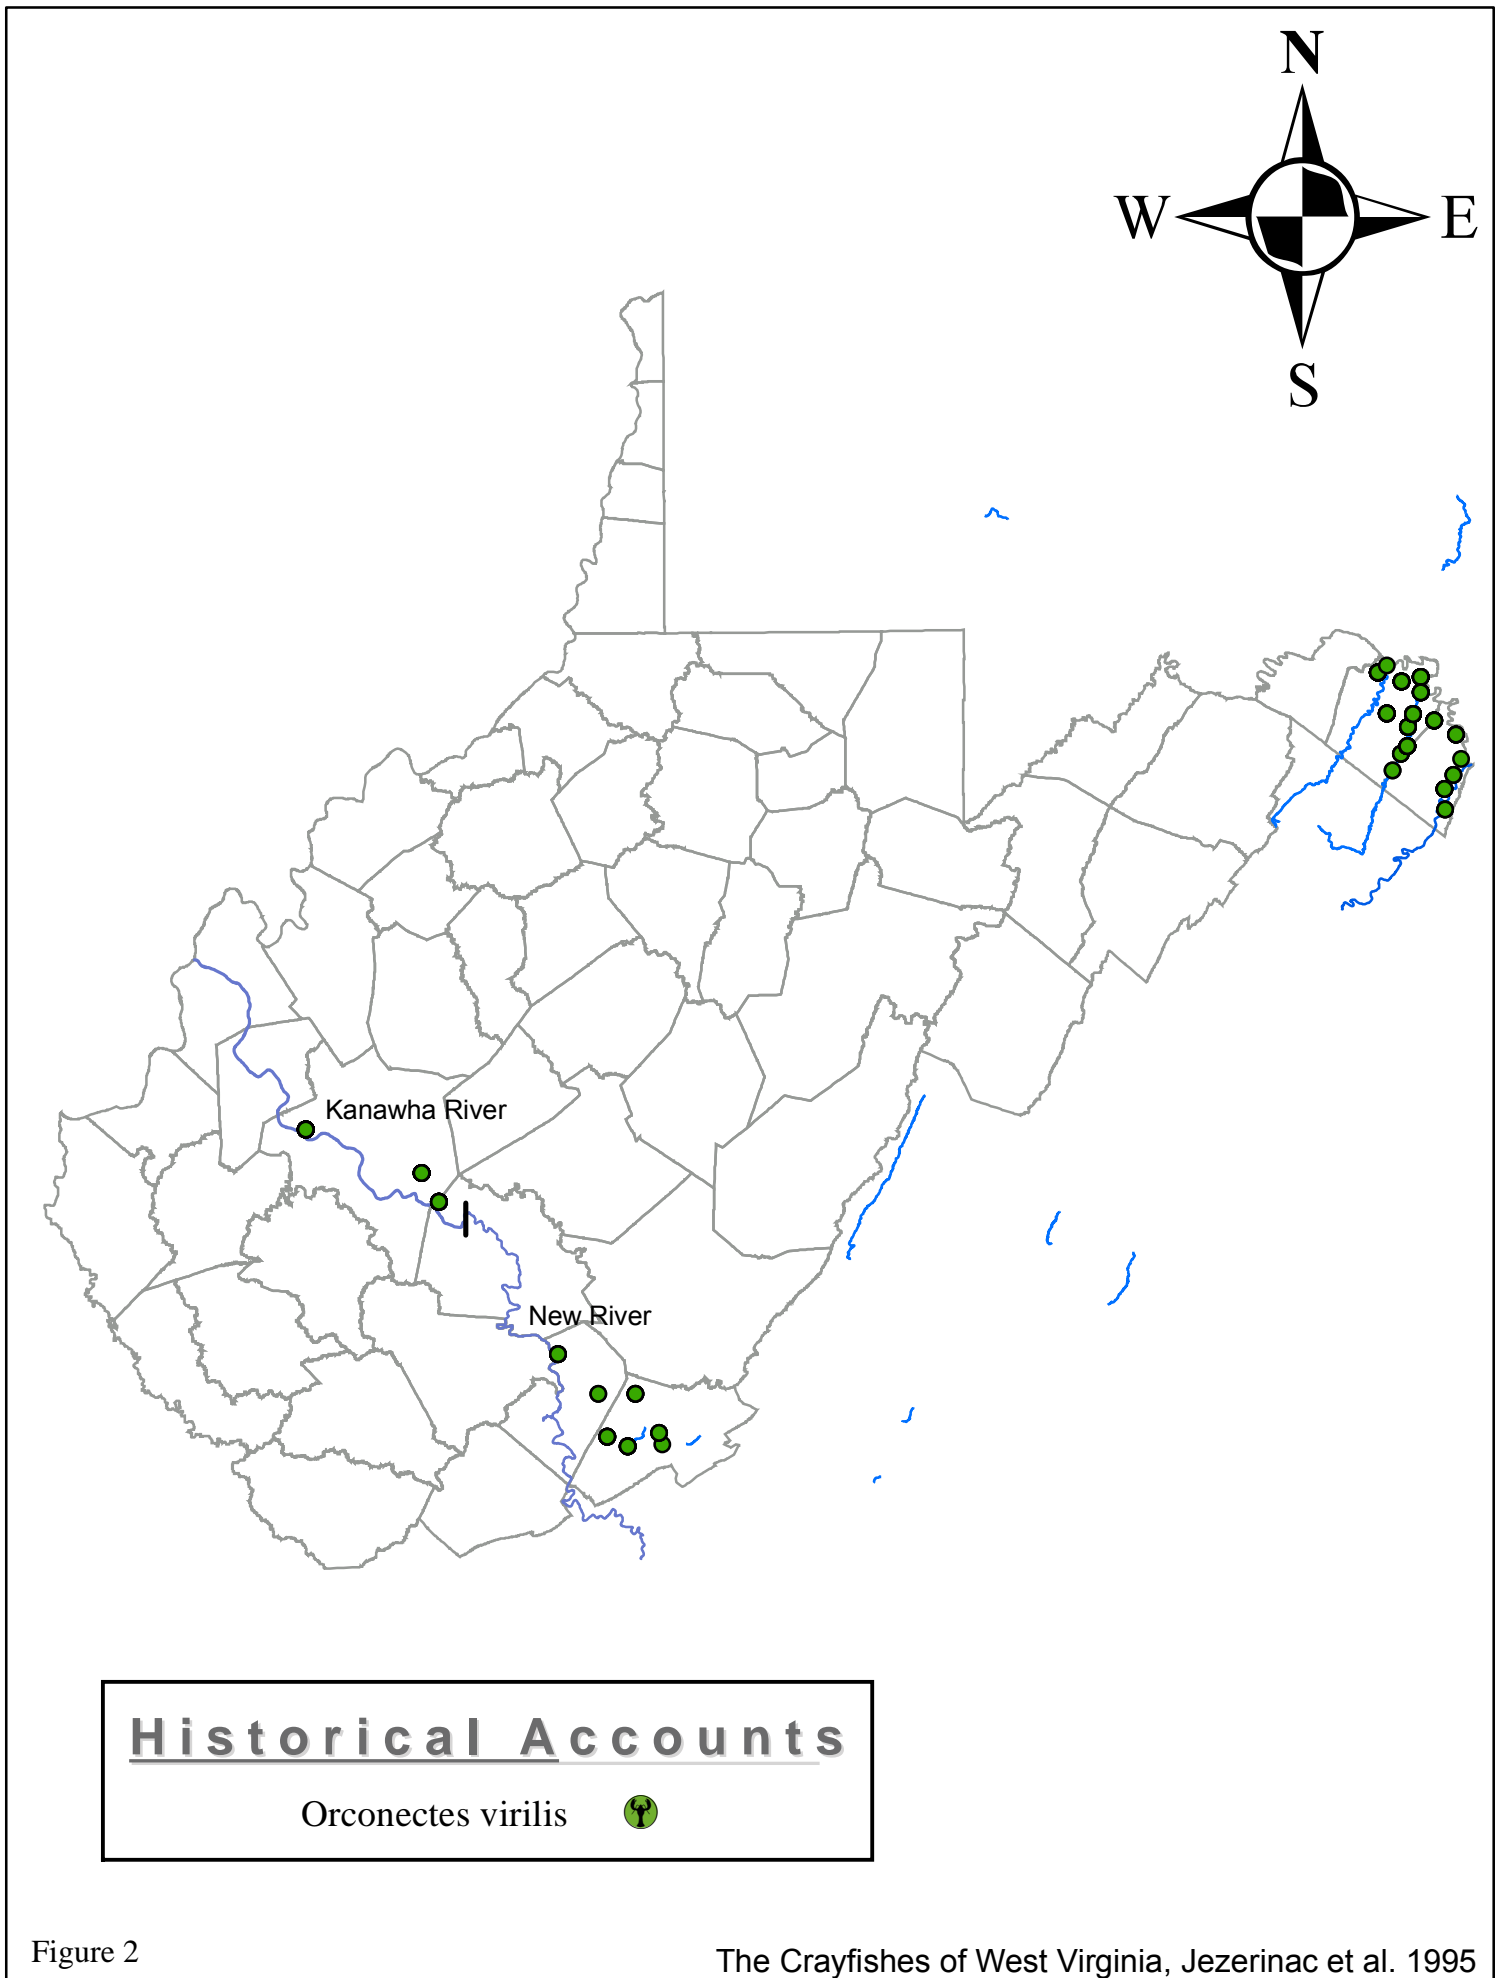 N
W E
S
Kanawha River
New River
Historical Accounts
Orconectes virilis
Figure 2
The Crayfishes of West Virginia, Jezerinac et al. 1995